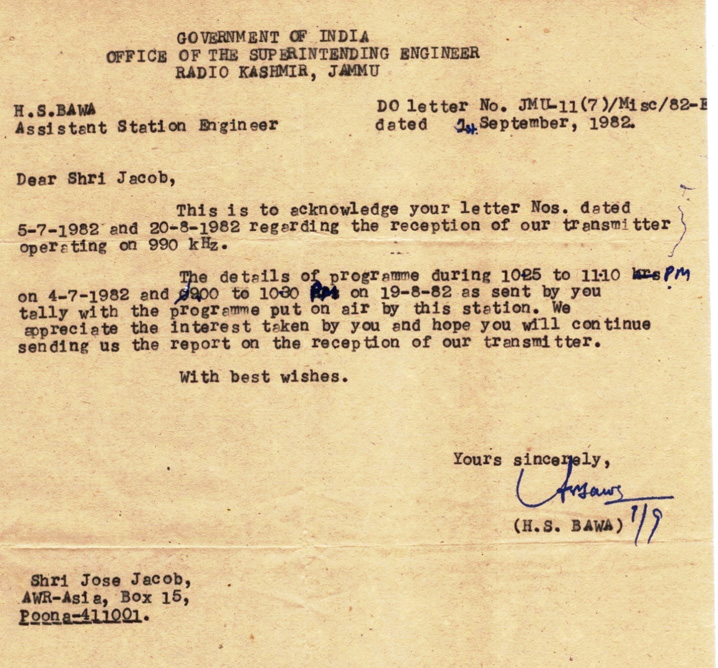 GOVERNMENT OF INDIA
OFFICE OF THE SUPERINTENDING ENGINEER
RADIO KASHMIR, JAMMU
H.S.BAWA
Assistant Station Engineer
DO letter No. JMU-11(7)/Misc/82-E
dated 1st September, 1982.
Dear Shri Jacob,
This is to acknowledge your letter Nos. dated
5-7-1982 and 20-8-1982 regarding the reception of our transmitter
operating on 990 kHz.
The details of programme during 1025 to 1110 PM
on 4-7-1982 and 0900 to 1030 on 19-8-82 as sent by you
tally with the programme put on air by this station. We
appreciate the interest taken by you and hope you will continue
sending us the report on the reception of our transmitter.
With best wishes.
Yours sincerely,
(H.S. BAWA) 1/9
Shri Jose Jacob,
AWR-Asia, Box 15,
Poona-411001.